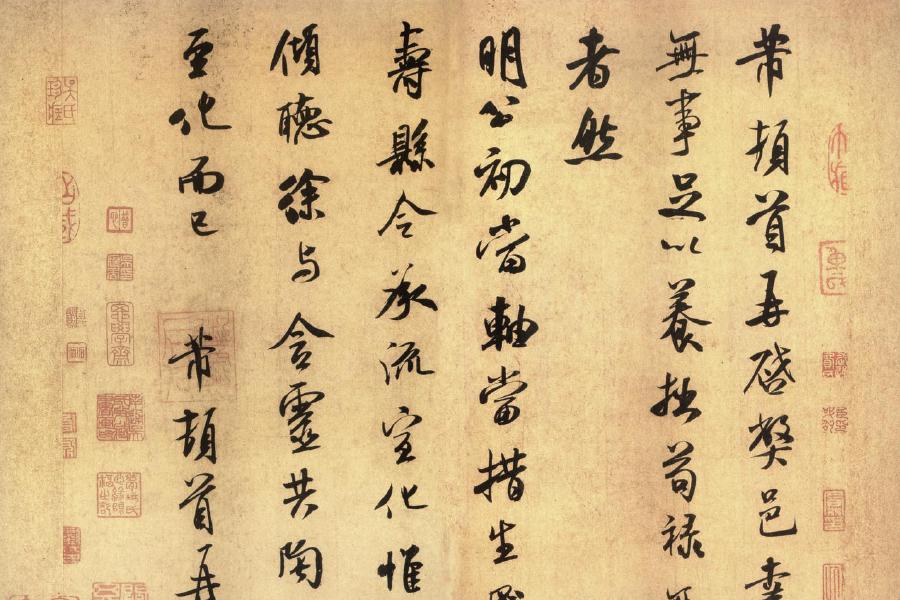 芾頓首再啓弊邑幸
無事足以養拙苟祿
者然
明公初當軸當措生
壽縣令承流宣化惟
傾聽徐与含靈共陶
至化而已 芾頓首再